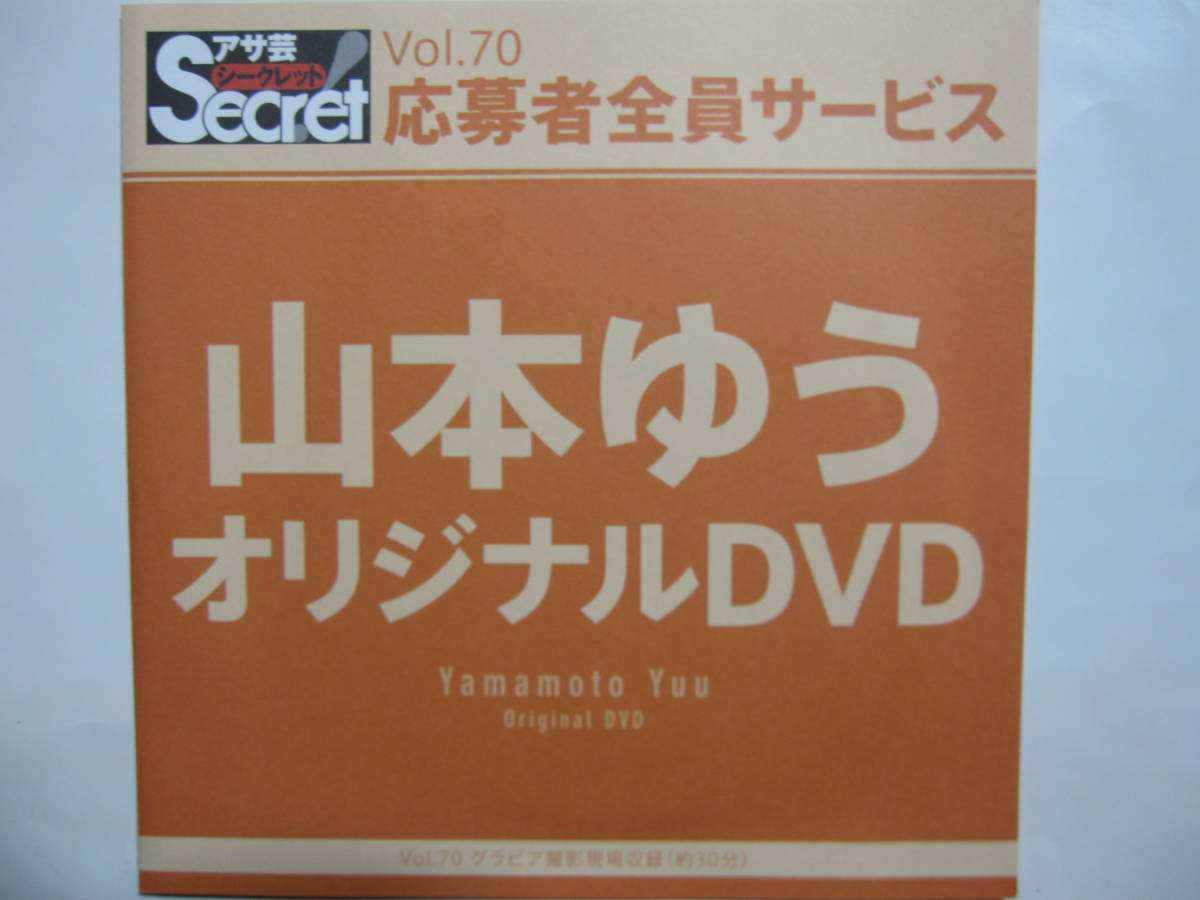 アサ芸
シークレット
Secret!
Vol.70
応募者全員サービス
山本ゆう
オリジナルDVD
Yamamoto Yuu
Original DVD
Vol.70 グラビア撮影現場収録(約30分)